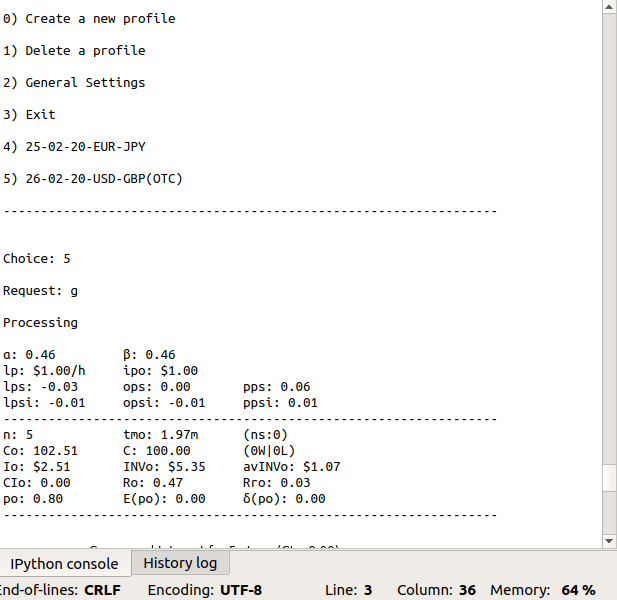 0) Create a new profile
1) Delete a profile
2) General Settings
3) Exit
4) 25-02-20-EUR-JPY
5) 26-02-20-USD-GBP(OTC)
------------------------------------------------------------------
Choice: 5
Request: g
Processing
α: 0.46 β: 0.46
lp: $1.00/h ipo: $1.00
lps: -0.03 ops: 0.00 pps: 0.06
lpsi: -0.01 opsi: -0.01 ppsi: 0.01
------------------------------------------------------------------
n: 5 tmo: 1.97m (ns:0)
Co: 102.51 C: 100.00 (0W|0L)
Io: $2.51 INVo: $5.35 avINVo: $1.07
CIo: 0.00 Ro: 0.47 Rro: 0.03
po: 0.80 E(po): 0.00 δ(po): 0.00
------------------------------------------------------------------
IPython console History log
End-of-lines: CRLF Encoding: UTF-8 Line: 3 Column: 36 Memory: 64 %